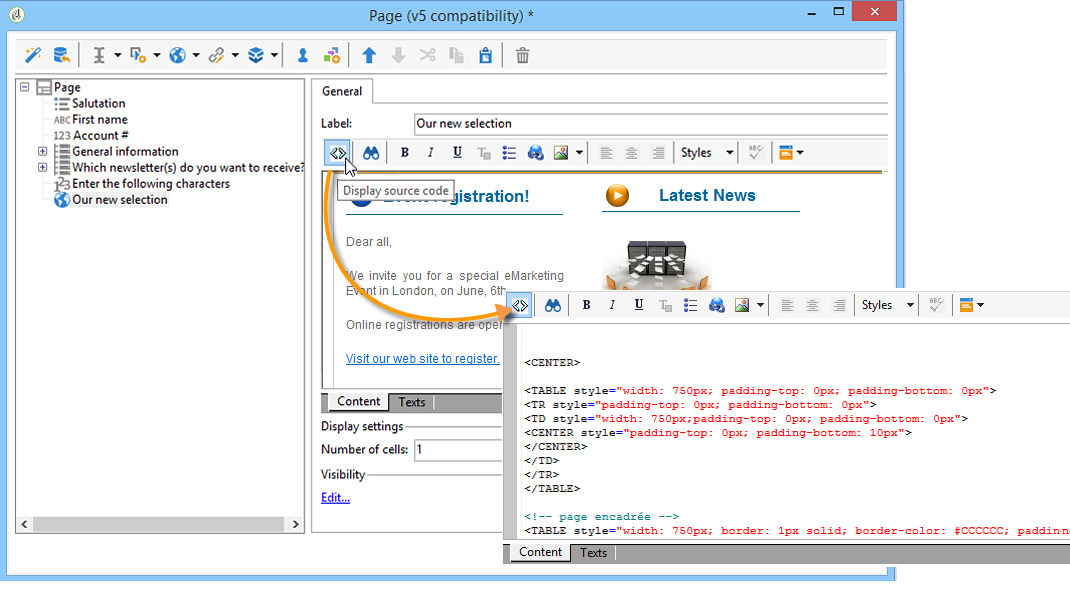 Page (v5 compatibility) *
Page
Salutation
ABC First name
123 Account #
General information
Which newsletter(s) do you want to receive?
Enter the following characters
Our new selection
General
Label:
Our new selection
B I U Styles ABC
Display source code
registration!
Latest News
Dear all,
We invite you for a special eMarketing
Event in London, on June, 6th
Online registrations are open
Visit our web site to register.
Content Texts
Display settings
Number of cells: 1
Visibility
Edit...
B I U Styles ABC
<CENTER>
<TABLE style="width: 750px; padding-top: 0px; padding-bottom: 0px">
<TR style="padding-top: 0px; padding-bottom: 0px">
<TD style="width: 750px;padding-top: 0px; padding-bottom: 0px">
<CENTER style="padding-top: 0px; padding-bottom: 10px">
</CENTER>
</TD>
</TR>
</TABLE>
<!-- page encadrée -->
<TABLE style="width: 750px; border: 1px solid; border-color: #CCCCCC;
Content Texts